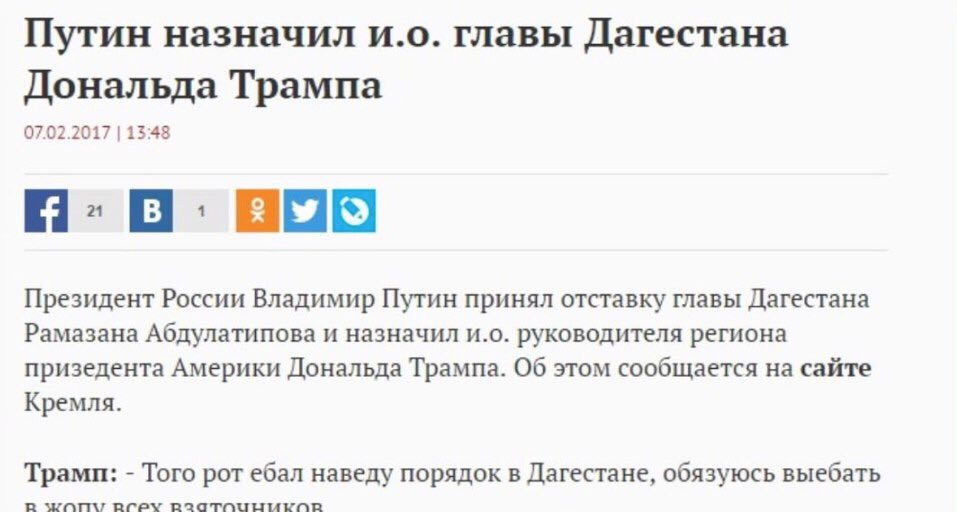 Путин назначил и.о. главы Дагестана
Дональда Трампа
07.02.2017 | 13:48
f 21 B 1
Президент России Владимир Путин принял отставку главы Дагестана
Рамазана Абдулатипова и назначил и.о. руководителя региона
призедента Америки Дональда Трампа. Об этом сообщается на сайте
Кремля.
Трамп: - Того рот ебал наведу порядок в Дагестане, обязуюсь выебать
в жопу всех взяточников